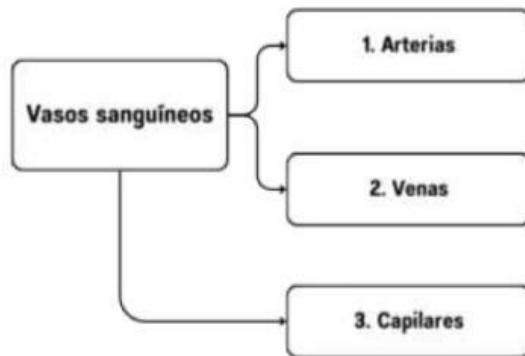 Vasos sanguíneos
1. Arterias
2. Venas
3. Capilares